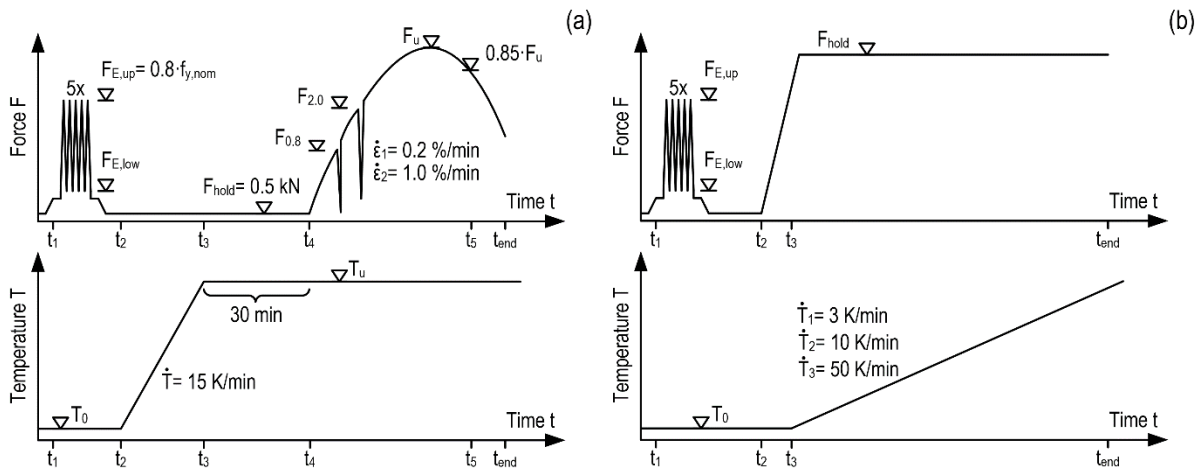 (a)
Force F
5x
F_E,up= 0.8·f_y,nom
F_E,low
F_hold= 0.5 kN
F_0.8
F_2.0
F_u
0.85·F_u
ε̇_1= 0.2 %/min
ε̇_2= 1.0 %/min
Time t
t_1 t_2 t_3 t_4 t_5 t_end
Temperature T
T_0
Ṫ= 15 K/min
30 min
T_u
Time t
t_1 t_2 t_3 t_4 t_5 t_end
(b)
Force F
5x
F_E,up
F_E,low
F_hold
Time t
t_1 t_2 t_3 t_end
Temperature T
T_0
Ṫ_1= 3 K/min
Ṫ_2= 10 K/min
Ṫ_3= 50 K/min
Time t
t_1 t_2 t_3 t_end